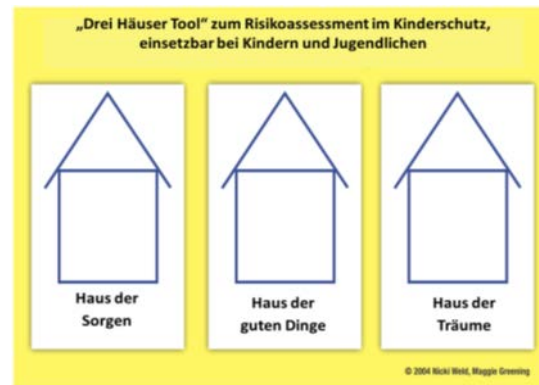 „Drei Häuser Tool“ zum Risikoassessment im Kinderschutz,
einsetzbar bei Kindern und Jugendlichen
Haus der
Sorgen
Haus der
guten Dinge
Haus der
Träume
© 2004 Nicki Weld, Maggie Greening